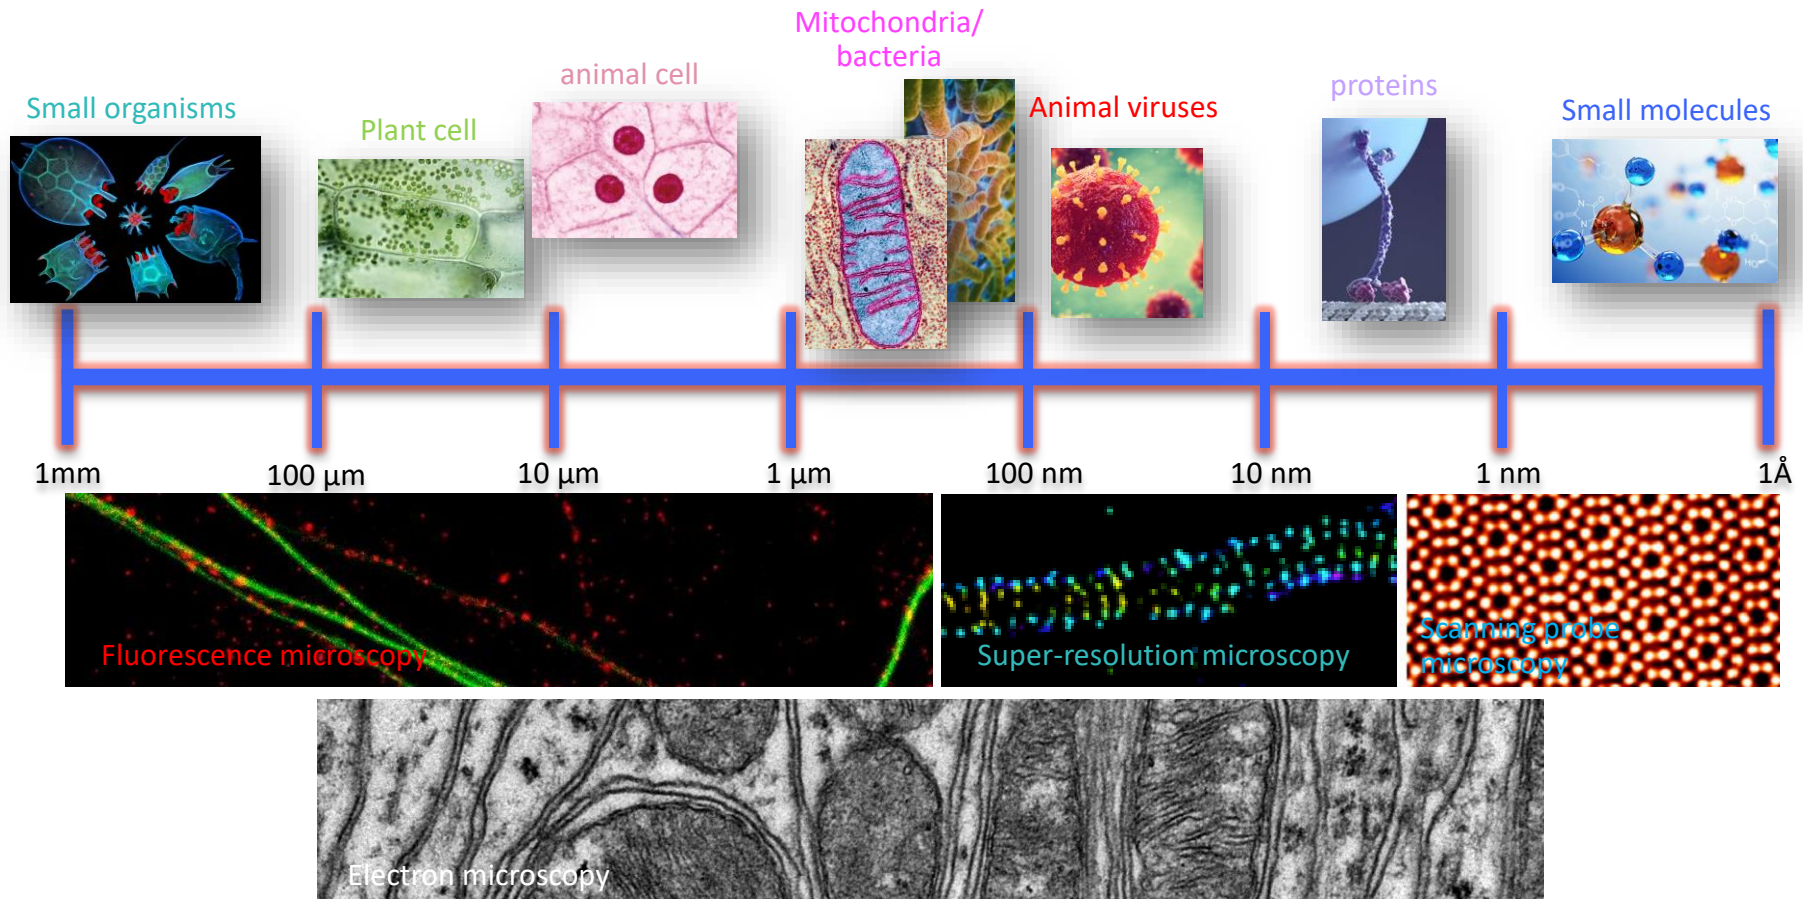 Mitochondria/
bacteria
animal cell
Small organisms
Plant cell
Animal viruses
proteins
Small molecules
1mm
100 µm
10 µm
1 µm
100 nm
10 nm
1 nm
1Å
Fluorescence microscopy
Super-resolution microscopy
Scanning probe
microscopy
Electron microscopy